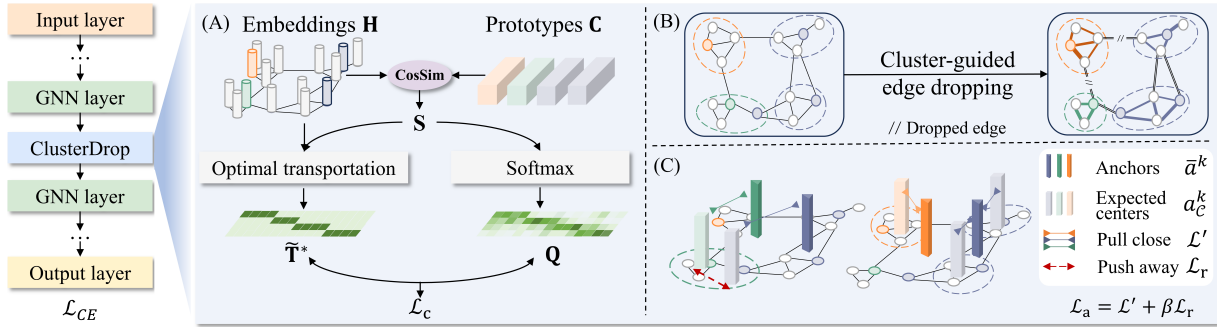 Input layer
...
GNN layer
ClusterDrop
GNN layer
...
Output layer
ℒ_CE
(A)
Embeddings H
Prototypes C
CosSim
S
Optimal transportation
Softmax
T̃*
Q
ℒ_c
(B)
Cluster-guided
edge dropping
// Dropped edge
//
//
//
(C)
Anchors ā^k
Expected
centers a_𝒞^k
Pull close ℒ′
Push away ℒ_r
ℒ_a = ℒ′ + βℒ_r